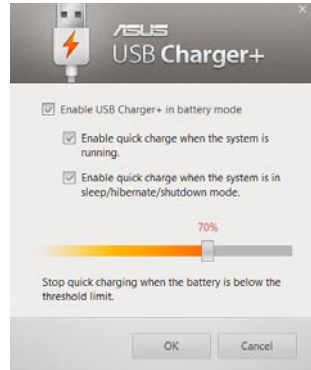 ASUS
USB Charger+
Enable USB Charger+ in battery mode
Enable quick charge when the system is
running.
Enable quick charge when the system is in
sleep/hibernate/shutdown mode.
70%
Stop quick charging when the battery is below the
threshold limit.
OK Cancel